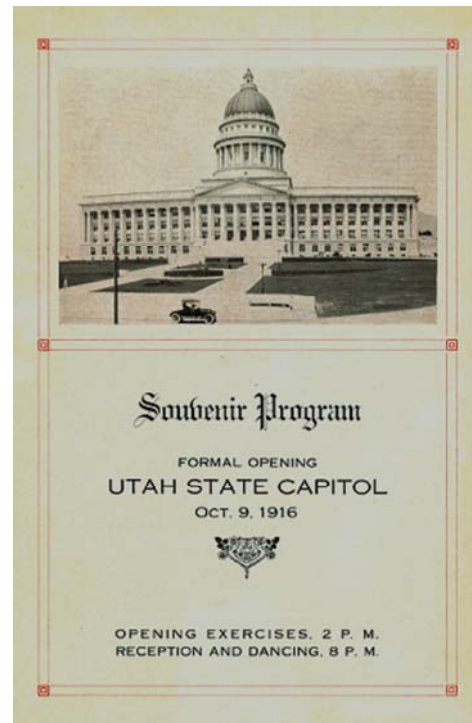 Souvenir Program
FORMAL OPENING
UTAH STATE CAPITOL
OCT. 9, 1916
OPENING EXERCISES, 2 P. M.
RECEPTION AND DANCING, 8 P. M.